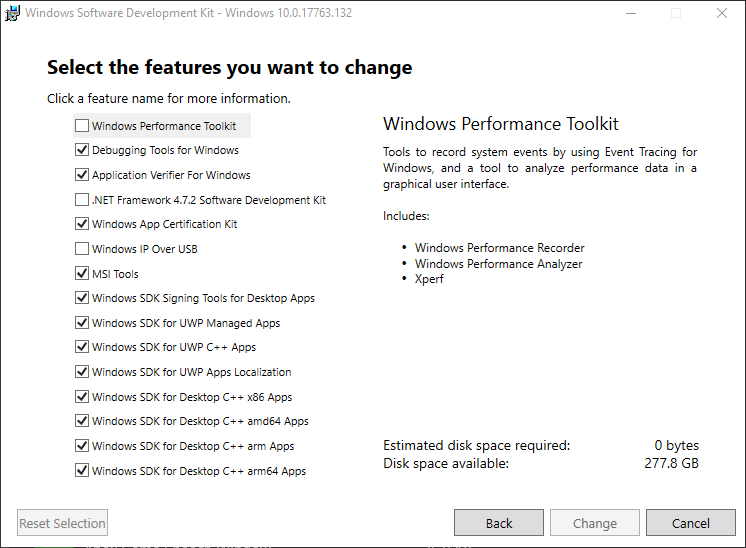 Windows Software Development Kit - Windows 10.0.17763.132
Select the features you want to change
Click a feature name for more information.
Windows Performance Toolkit
Debugging Tools for Windows
Application Verifier For Windows
.NET Framework 4.7.2 Software Development Kit
Windows App Certification Kit
Windows IP Over USB
MSI Tools
Windows SDK Signing Tools for Desktop Apps
Windows SDK for UWP Managed Apps
Windows SDK for UWP C++ Apps
Windows SDK for UWP Apps Localization
Windows SDK for Desktop C++ x86 Apps
Windows SDK for Desktop C++ amd64 Apps
Windows SDK for Desktop C++ arm Apps
Windows SDK for Desktop C++ arm64 Apps
Windows Performance Toolkit
Tools to record system events by using Event Tracing for
Windows, and a tool to analyze performance data in a
graphical user interface.
Includes:
• Windows Performance Recorder
• Windows Performance Analyzer
• Xperf
Estimated disk space required: 0 bytes
Disk space available: 277.8 GB
Reset Selection Back Change Cancel